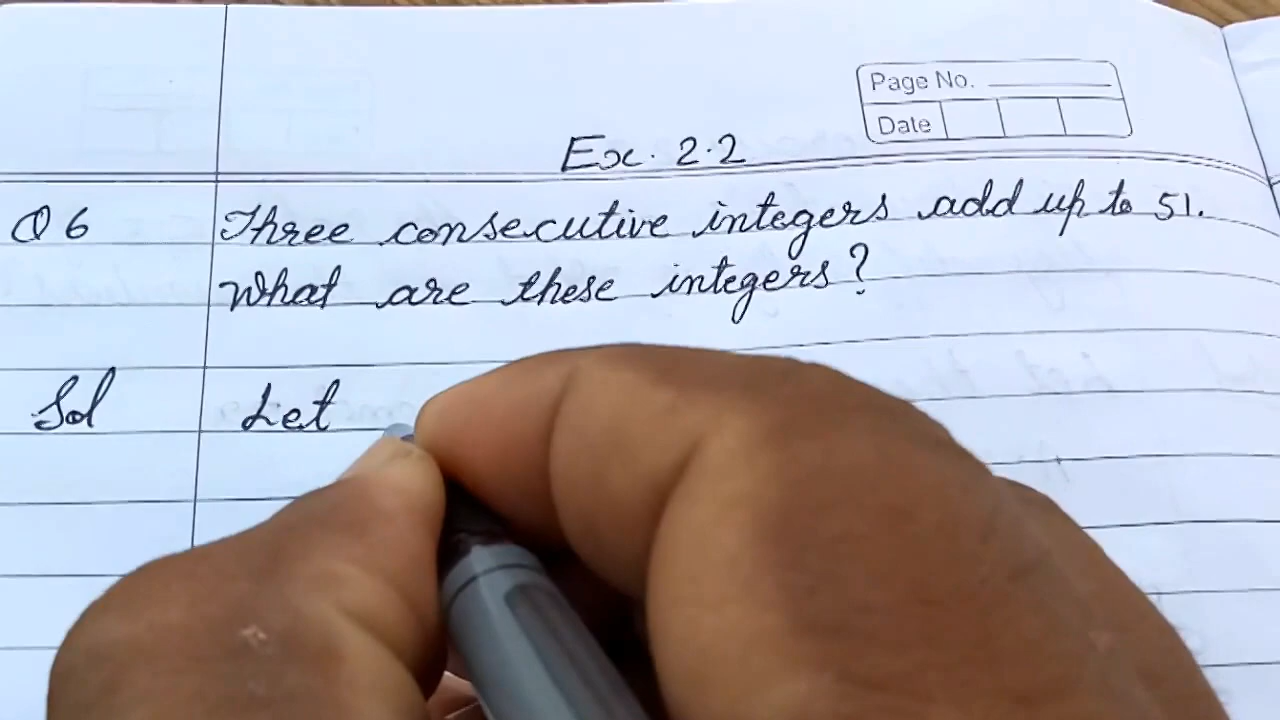 Page No.
Date
Ex. 2.2
Q 6 Three consecutive integers add up to 51.
What are these integers?
Sol Let